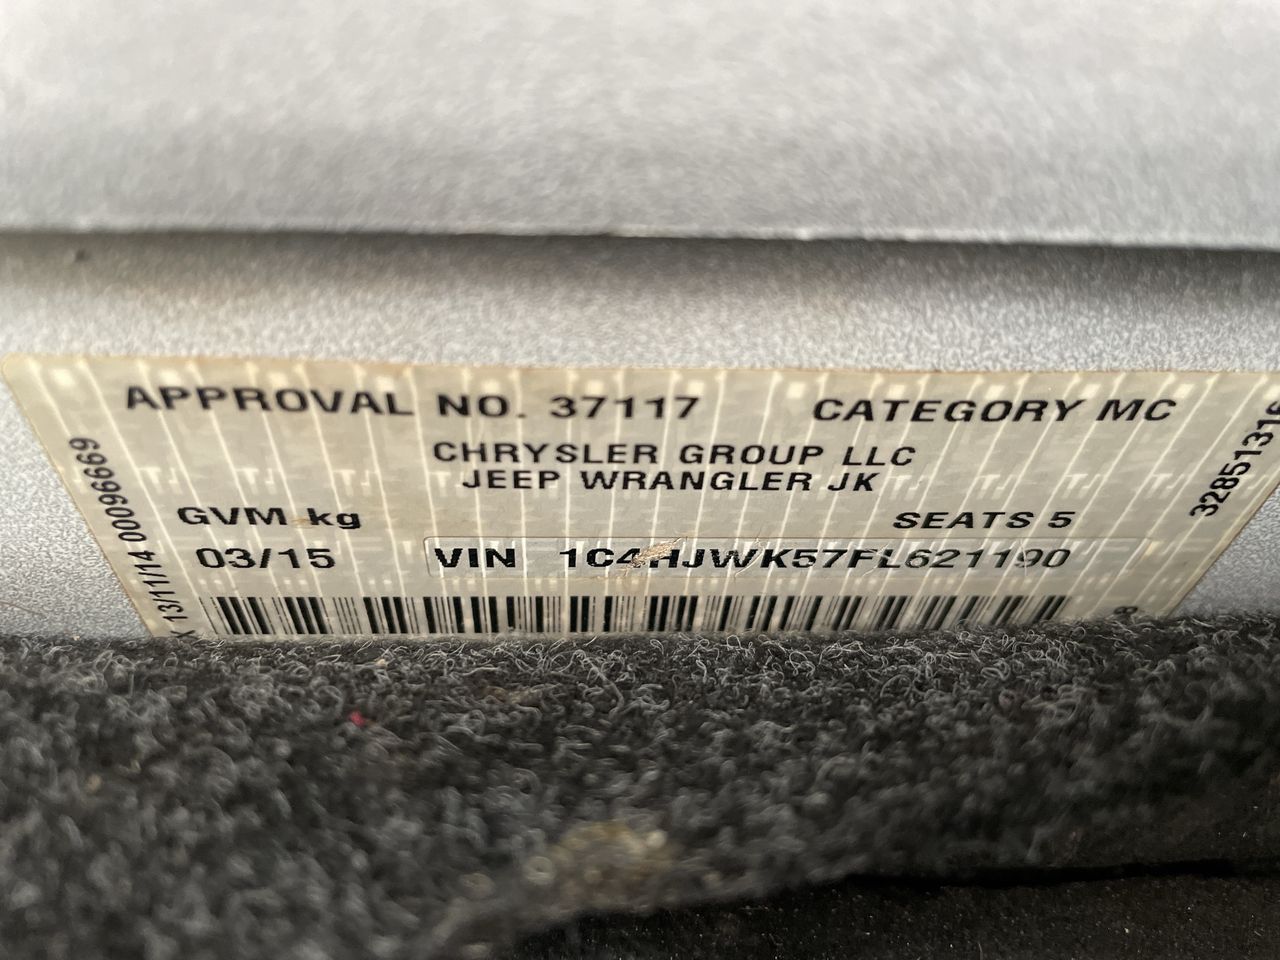 APPROVAL NO. 37117 CATEGORY MC
CHRYSLER GROUP LLC
JEEP WRANGLER JK
GVM kg SEATS 5
03/15 VIN 1C4HJWK57FL621190
13/11/14 00096669